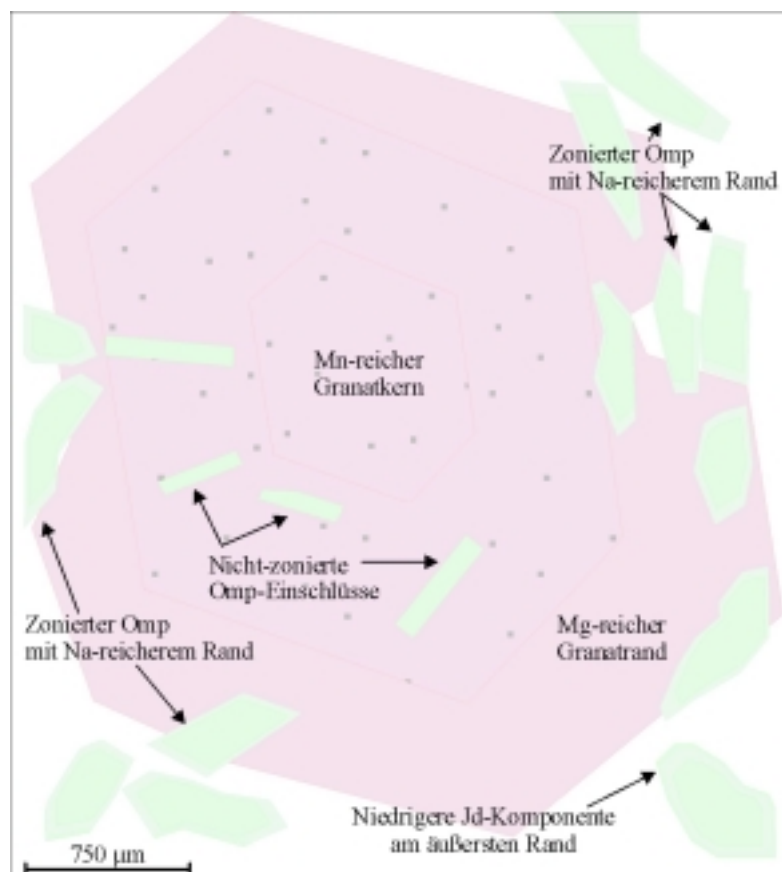 Zonierter Omp
mit Na-reicherem Rand
Mn-reicher
Granatkern
Nicht-zonierte
Omp-Einschlüsse
Zonierter Omp
mit Na-reicherem Rand
Mg-reicher
Granatrand
Niedrigere Jd-Komponente
am äußersten Rand
750 µm